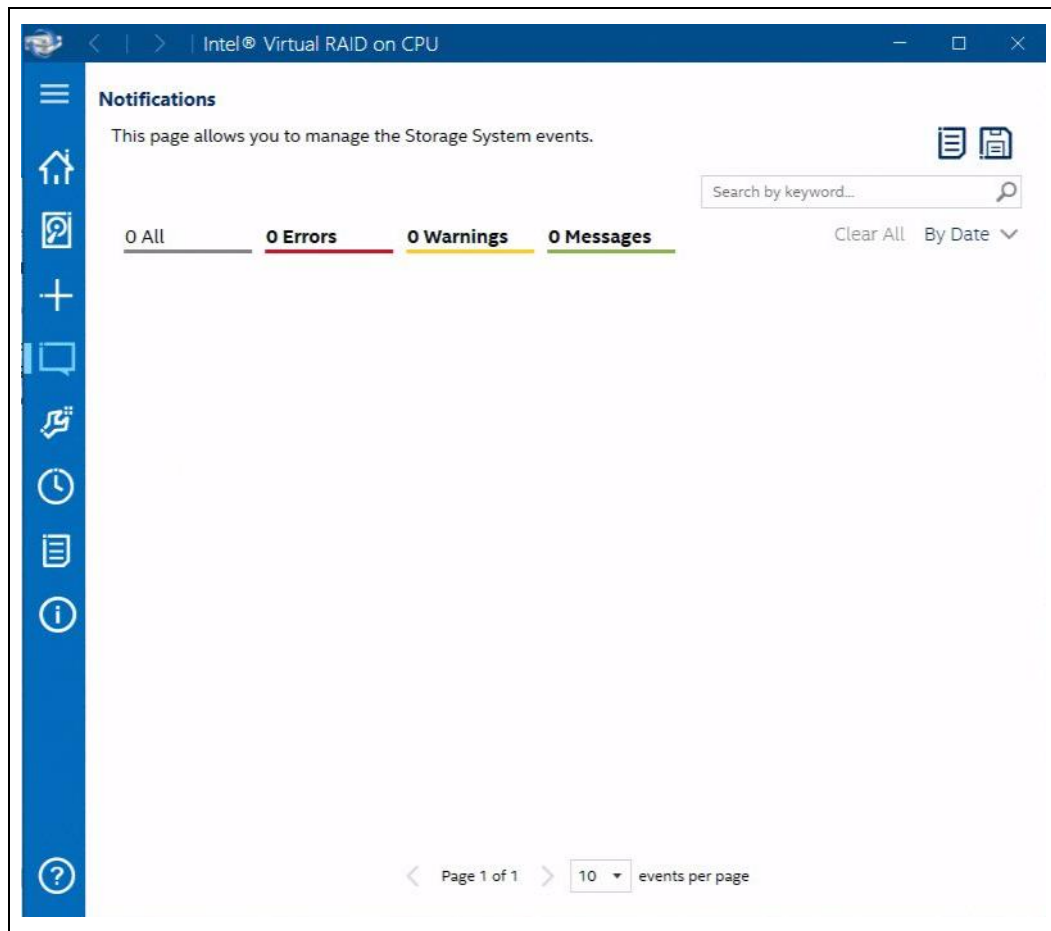 Intel® Virtual RAID on CPU
Notifications
This page allows you to manage the Storage System events.
Search by keyword...
0 All 0 Errors 0 Warnings 0 Messages Clear All By Date
Page 1 of 1 10 events per page